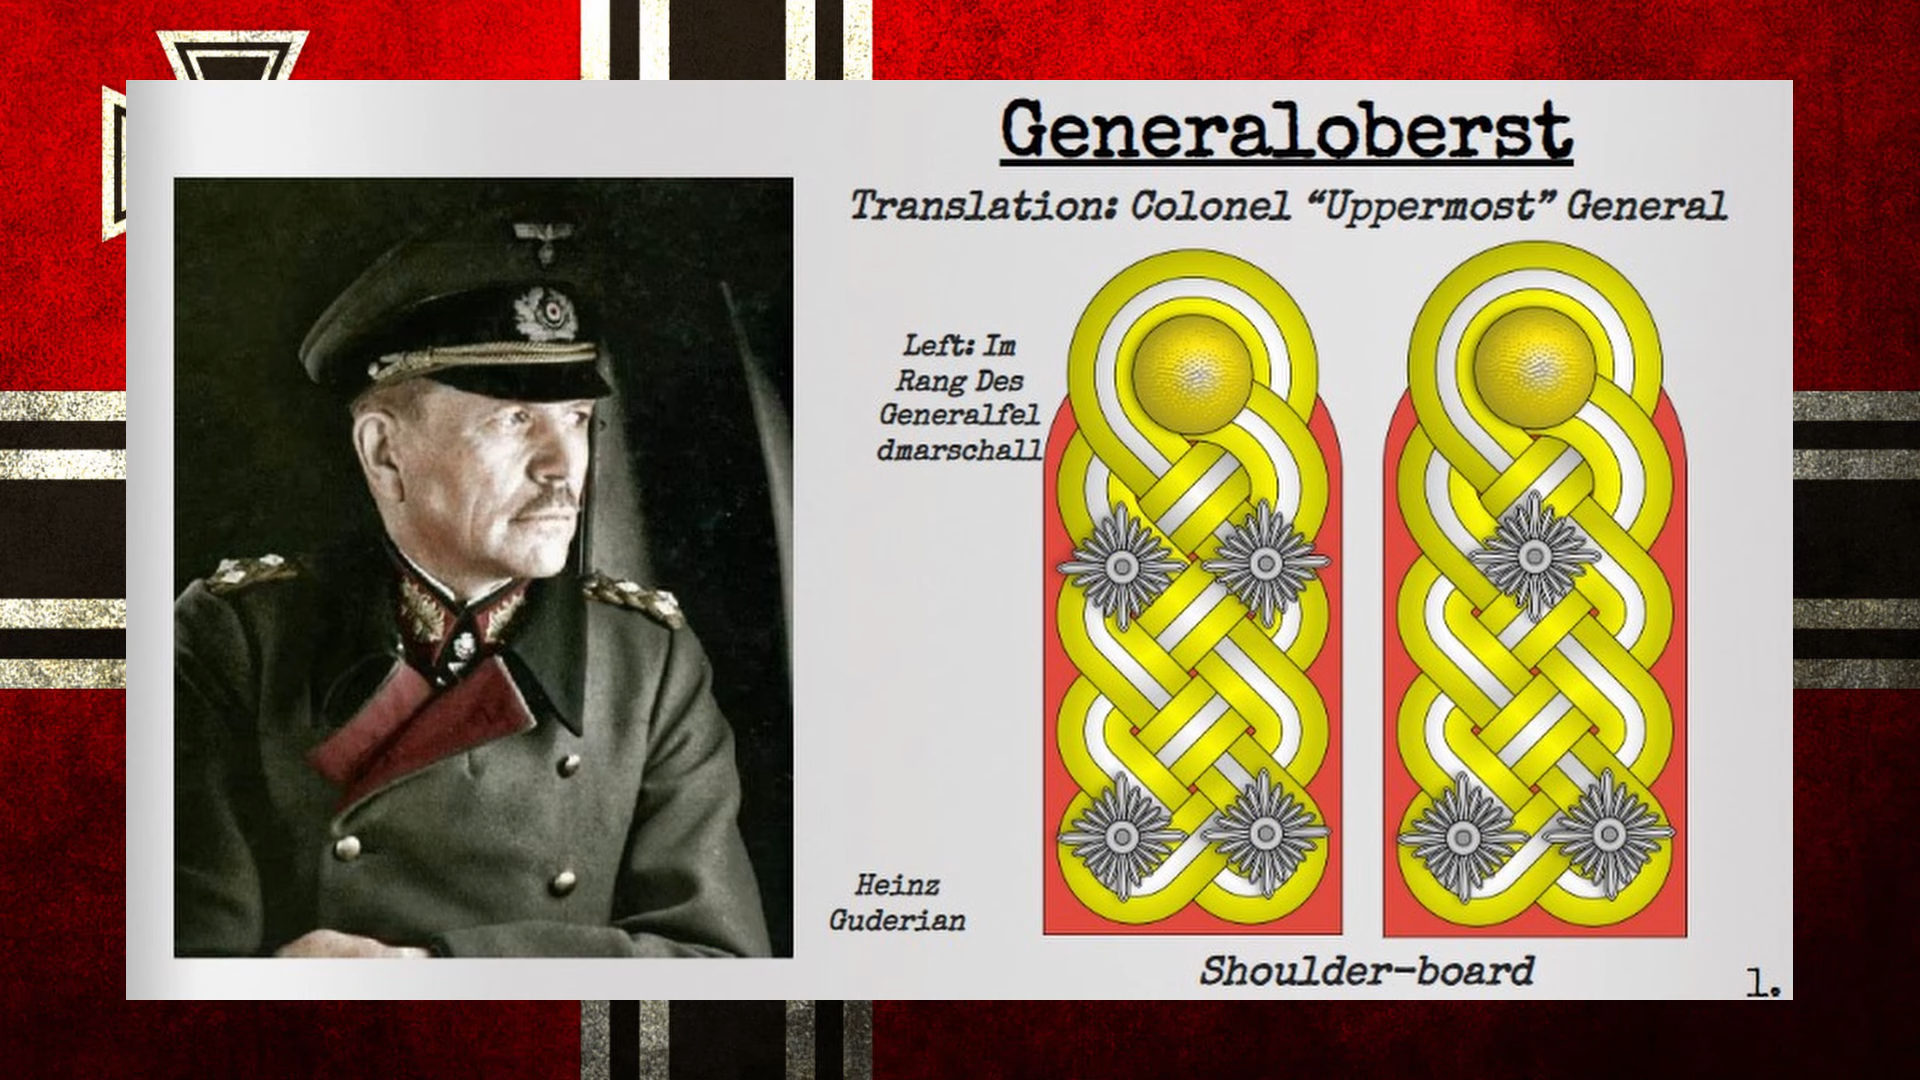 Generaloberst
Translation: Colonel “Uppermost” General
Left: Im
Rang Des
Generalfel
dmarschall
Heinz
Guderian
Shoulder-board
1.